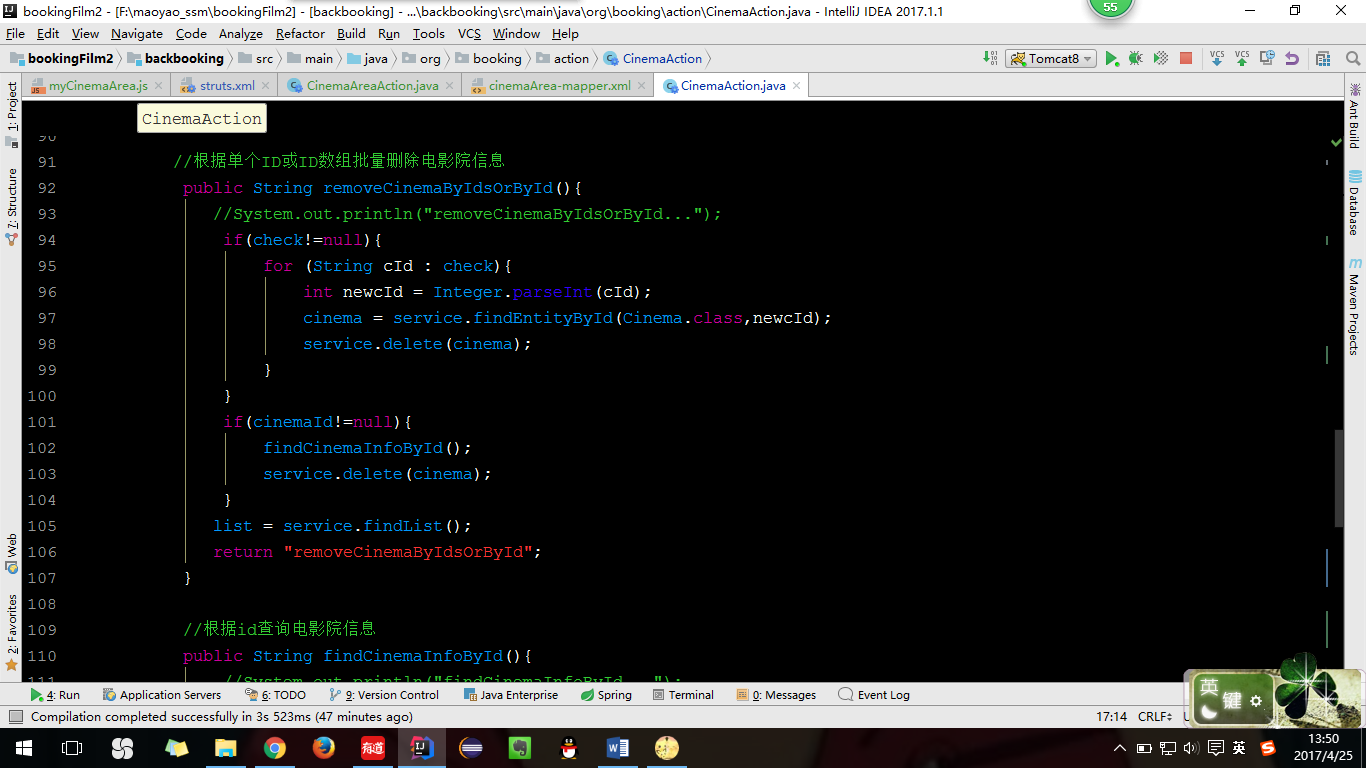 bookingFilm2 - [F:\maoyao_ssm\bookingFilm2] - [backbooking] - ...\backbooking\src\main\java\org\booking\action\CinemaAction.java - IntelliJ IDEA 2017.1.1
55
File Edit View Navigate Code Analyze Refactor Build Run Tools VCS Window Help
bookingFilm2 backbooking src main java org booking action CinemaAction
Tomcat8
VCS VCS
myCinemaArea.js struts.xml CinemaAreaAction.java cinemaArea-mapper.xml CinemaAction.java
CinemaAction
1: Project
7: Structure
Web
2: Favorites
Ant Build
Database
Maven Projects
90
91 //根据单个ID或ID数组批量删除电影院信息
92 public String removeCinemaByIdsOrById(){
93 //System.out.println("removeCinemaByIdsOrById...");
94 if(check!=null){
95 for (String cId : check){
96 int newcId = Integer.parseInt(cId);
97 cinema = service.findEntityById(Cinema.class,newcId);
98 service.delete(cinema);
99 }
100 }
101 if(cinemaId!=null){
102 findCinemaInfoById();
103 service.delete(cinema);
104 }
105 list = service.findList();
106 return "removeCinemaByIdsOrById";
107 }
108
109 //根据id查询电影院信息
110 public String findCinemaInfoById(){
111 //System.out.println("findCinemaInfoById...");
4: Run Application Servers 6: TODO 9: Version Control Java Enterprise Spring Terminal 0: Messages Event Log
英 键
Compilation completed successfully in 3s 523ms (47 minutes ago)
17:14 CRLF
有道
英
13:50
2017/4/25